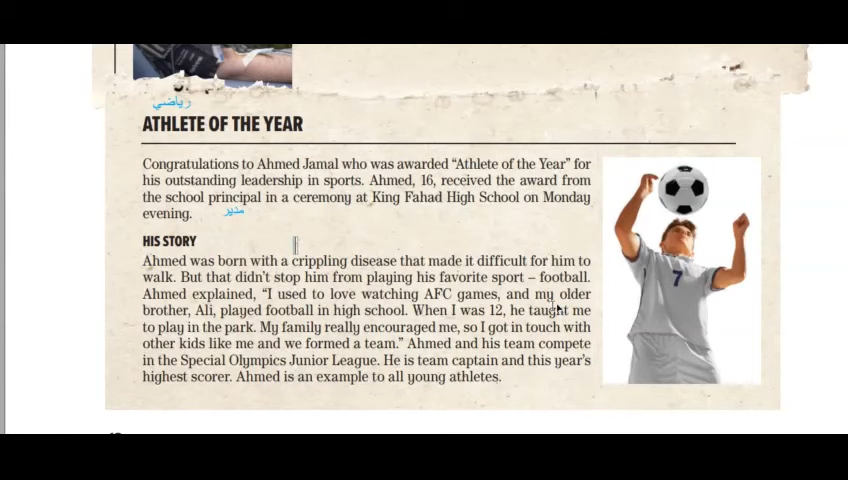 رياضي
ATHLETE OF THE YEAR
Congratulations to Ahmed Jamal who was awarded “Athlete of the Year” for
his outstanding leadership in sports. Ahmed, 16, received the award from
the school principal in a ceremony at King Fahad High School on Monday
evening.
مدير
HIS STORY
Ahmed was born with a crippling disease that made it difficult for him to
walk. But that didn’t stop him from playing his favorite sport – football.
Ahmed explained, “I used to love watching AFC games, and my older
brother, Ali, played football in high school. When I was 12, he taught me
to play in the park. My family really encouraged me, so I got in touch with
other kids like me and we formed a team.” Ahmed and his team compete
in the Special Olympics Junior League. He is team captain and this year’s
highest scorer. Ahmed is an example to all young athletes.
7